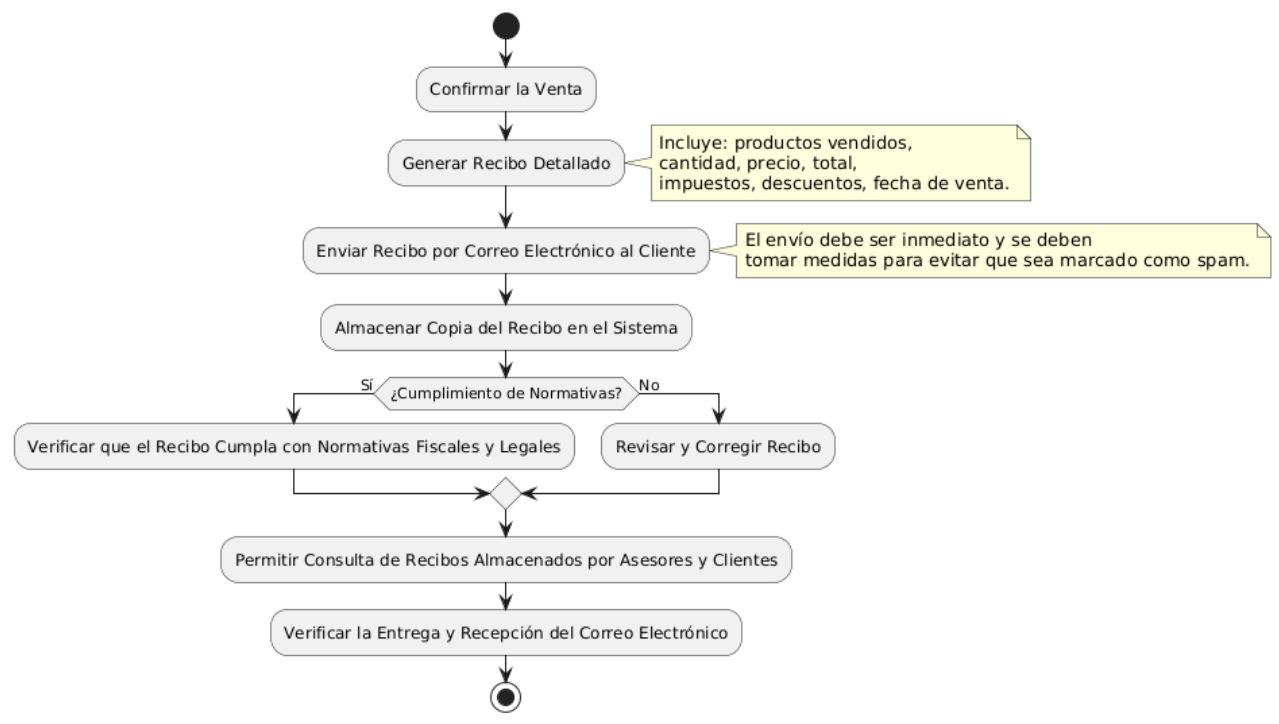 Confirmar la Venta
Generar Recibo Detallado
Incluye: productos vendidos,
cantidad, precio, total,
impuestos, descuentos, fecha de venta.
Enviar Recibo por Correo Electrónico al Cliente
El envío debe ser inmediato y se deben
tomar medidas para evitar que sea marcado como spam.
Almacenar Copia del Recibo en el Sistema
Sí
¿Cumplimiento de Normativas?
No
Verificar que el Recibo Cumpla con Normativas Fiscales y Legales
Revisar y Corregir Recibo
Permitir Consulta de Recibos Almacenados por Asesores y Clientes
Verificar la Entrega y Recepción del Correo Electrónico